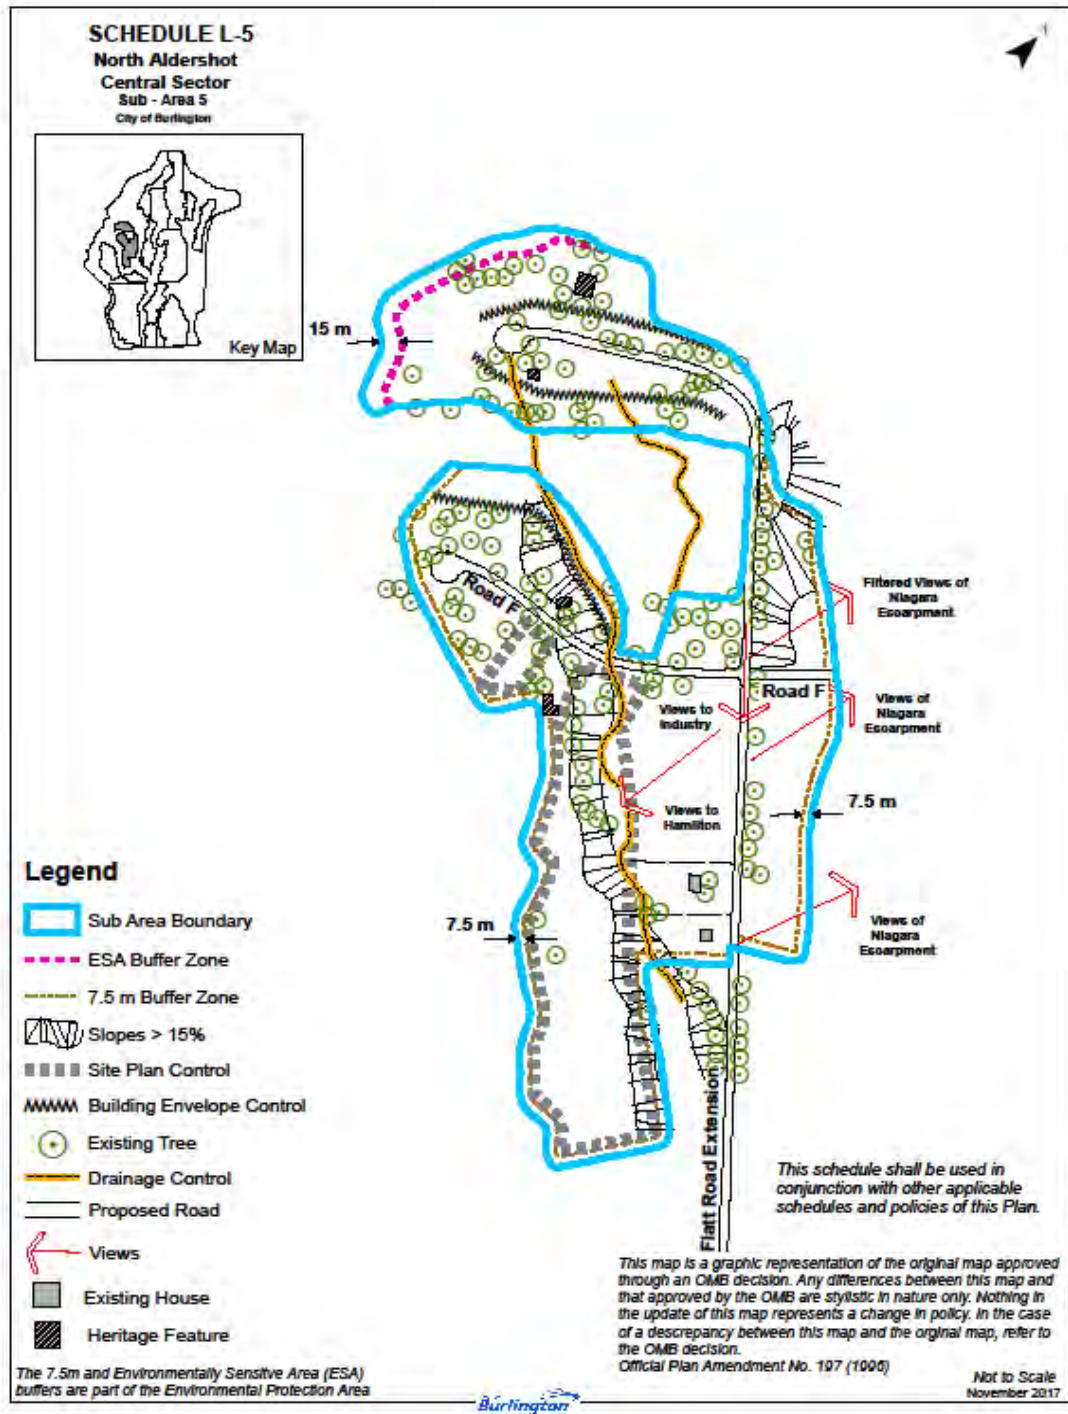 SCHEDULE L-5
North Aldershot
Central Sector
Sub - Area 5
City of Burlington
Key Map
15 m
Road F
Filtered Views of
Niagara
Escarpment
Road F
Views to
Industry
Views of
Niagara
Escarpment
7.5 m
Views to
Hamilton
Views of
Niagara
Escarpment
7.5 m
Flatt Road Extension
Legend
Sub Area Boundary
ESA Buffer Zone
7.5 m Buffer Zone
Slopes > 15%
Site Plan Control
Building Envelope Control
Existing Tree
Drainage Control
Proposed Road
Views
Existing House
Heritage Feature
The 7.5m and Environmentally Sensitve Area (ESA)
buffers are part of the Environmental Protection Area
This schedule shall be used in
conjunction with other applicable
schedules and policies of this Plan.
This map is a graphic representation of the original map approved
through an OMB decision. Any differences between this map and
that approved by the OMB are stylistic in nature only. Nothing in
the update of this map represents a change in policy. In the case
of a descrepancy between this map and the orginal map, refer to
the OMB decision.
Official Plan Amendment No. 197 (1996)
Not to Scale
November 2017
Burlington